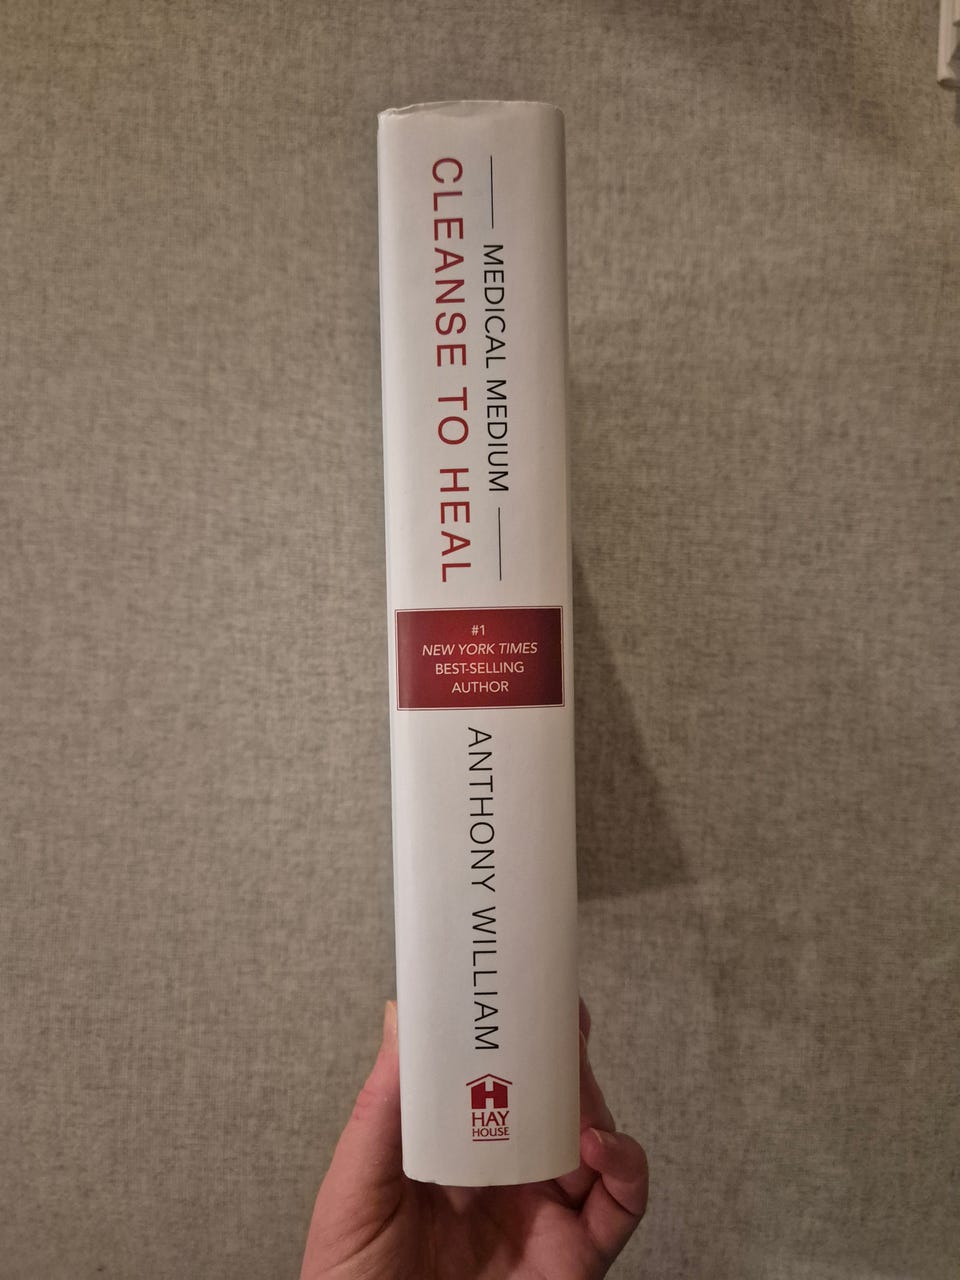 MEDICAL MEDIUM
CLEANSE TO HEAL
#1
NEW YORK TIMES
BEST-SELLING
AUTHOR
ANTHONY WILLIAM
H
HAY
HOUSE